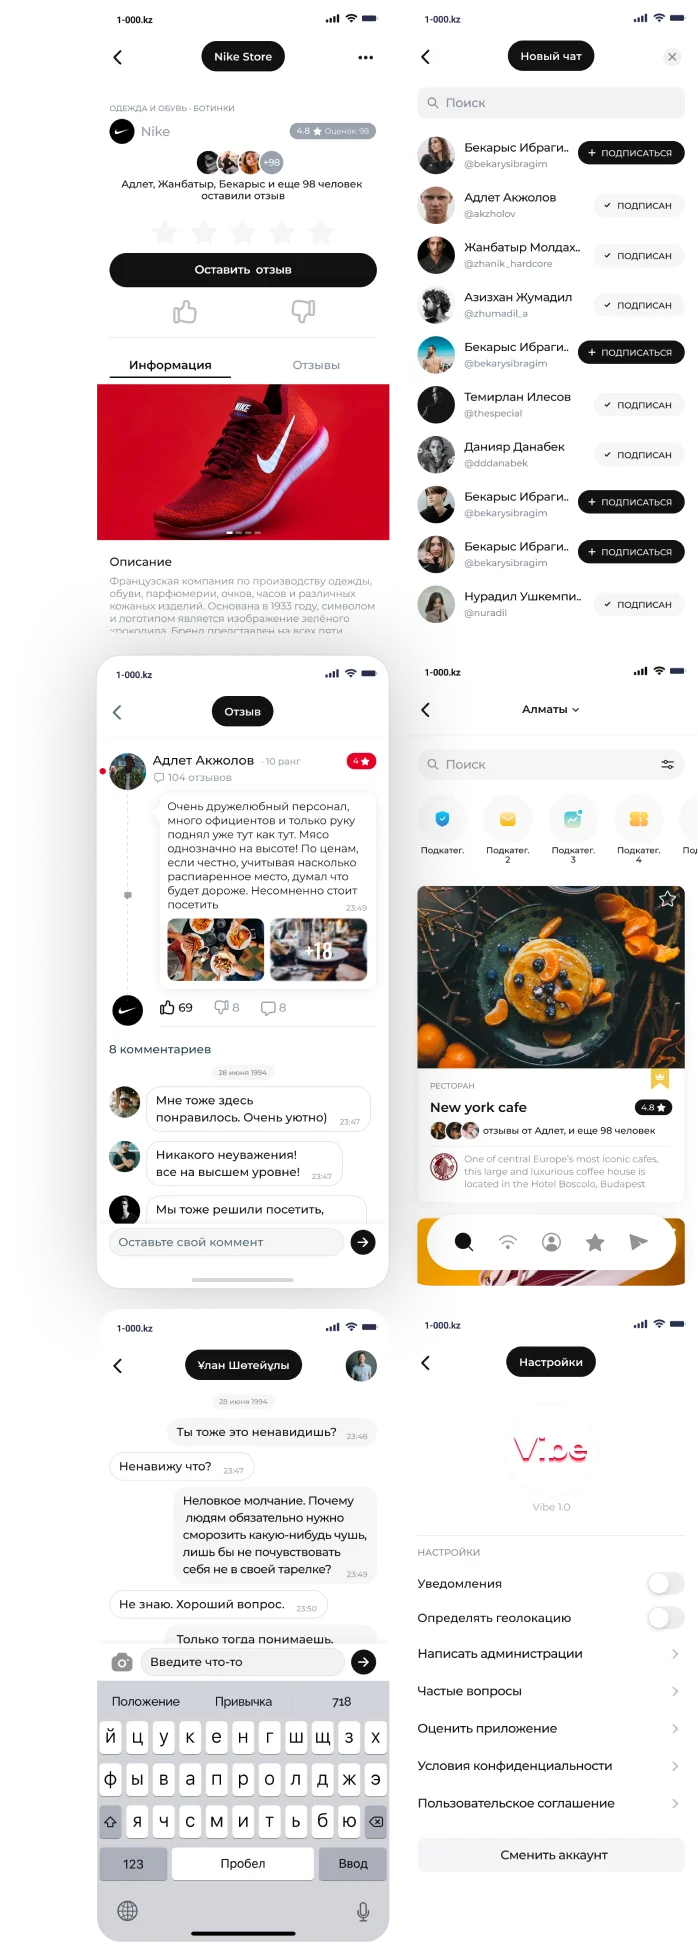 1-000.kz
Nike Store
ОДЕЖДА И ОБУВЬ · БОТИНКИ
Nike
4.8 Оценок: 98
+98
Адлет, Жанбатыр, Бекарыс и еще 98 человек
оставили отзыв
Оставить отзыв
Информация Отзывы
NIKE
Описание
Французская компания по производству одежды,
обуви, парфюмерии, очков, часов и различных
кожаных изделий. Основана в 1933 году, символом
и логотипом является изображение зелёного
крокодила. Бренд представлен на всех пяти
1-000.kz
Новый чат
Поиск
Бекарыс Ибраги..
@bekarysibragim
+ ПОДПИСАТЬСЯ
Адлет Акжолов
@akzholov
ПОДПИСАН
Жанбатыр Молдах..
@zhanik_hardcore
ПОДПИСАН
Азизхан Жумадил
@zhumadil_a
ПОДПИСАН
Бекарыс Ибраги..
@bekarysibragim
+ ПОДПИСАТЬСЯ
Темирлан Илесов
@thespecial
ПОДПИСАН
Данияр Данабек
@dddanabek
ПОДПИСАН
Бекарыс Ибраги..
@bekarysibragim
+ ПОДПИСАТЬСЯ
Бекарыс Ибраги..
@bekarysibragim
+ ПОДПИСАТЬСЯ
Нурадил Ушкемпи..
@nuradil
ПОДПИСАН
1-000.kz
Отзыв
Адлет Акжолов · 10 ранг
4
104 отзывов
Очень дружелюбный персонал,
много официентов и только руку
поднял уже тут как тут. Мясо
однозначно на высоте! По ценам,
если честно, учитывая насколько
распиаренное место, думал что
будет дороже. Несомненно стоит
посетить
23:49
+18
69 8 8
8 комментариев
28 июня 1994
Мне тоже здесь
понравилось. Очень уютно)
23:47
Никакого неуважения!
все на высшем уровне!
23:47
Мы тоже решили посетить,
Оставьте свой коммент
1-000.kz
Алматы
Поиск
Подкатег.
Подкатег.
2
Подкатег.
3
Подкатег.
4
РЕСТОРАН
New york cafe
4.8
отзывы от Адлет, и еще 98 человек
One of central Europe's most iconic cafes,
this large and luxurious coffee house is
located in the Hotel Boscolo, Budapest
1-000.kz
Ұлан Шөтейұлы
28 июня 1994
Ты тоже это ненавидишь?
23:46
Ненавижу что?
23:47
Неловкое молчание. Почему
людям обязательно нужно
сморозить какую-нибудь чушь,
лишь бы не почувствовать
себя не в своей тарелке?
23:49
Не знаю. Хороший вопрос.
23:50
Только тогда понимаешь,
Введите что-то
Положение Привычка 718
й ц у к е н г ш щ з х
ф ы в а п р о л д ж э
я ч с м и т ь б ю
123 Пробел Ввод
1-000.kz
Настройки
Vibe
Vibe 1.0
НАСТРОЙКИ
Уведомления
Определять геолокацию
Написать администрации
Частые вопросы
Оценить приложение
Условия конфиденциальности
Пользовательское соглашение
Сменить аккаунт